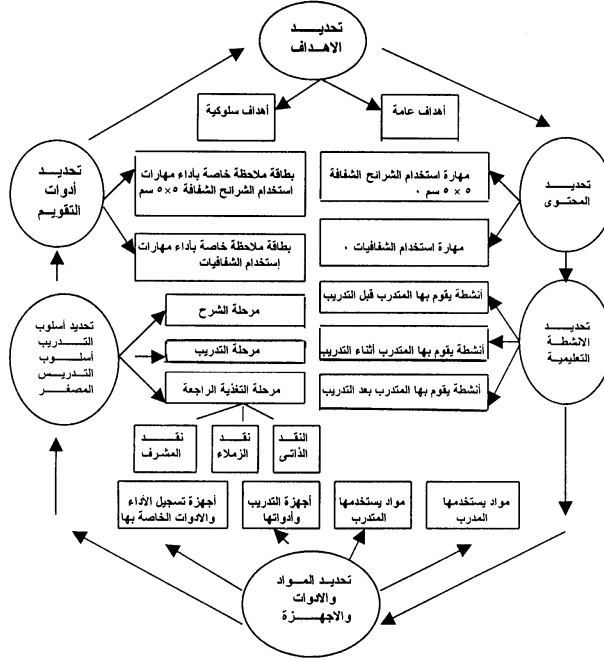 تحديد
الاهداف
أهداف عامة
أهداف سلوكية
تحديد
المحتوى
مهارة استخدام الشرائح الشفافة
٥ × ٥ سم ٠
مهارة استخدام الشفافيات ٠
تحديد
أدوات
التقويم
بطاقة ملاحظة خاصة بأداء مهارات
استخدام الشرائح الشفافة ٥×٥ سم
بطاقة ملاحظة خاصة بأداء مهارات
إستخدام الشفافيات
تحديد
الانشطة
التعليمية
أنشطة يقوم بها المتدرب قبل التدريب
أنشطة يقوم بها المتدرب أثناء التدريب
أنشطة يقوم بها المتدرب بعد التدريب
تحديد أسلوب
التدريب
أسلوب
التدريس
المصغر
مرحلة الشرح
مرحلة التدريب
مرحلة التغذية الراجعة
النقد
الذاتى
نقد
الزملاء
نقد
المشرف
مواد يستخدمها
المدرب
مواد يستخدمها
المتدرب
أجهزة التدريب
وأدواتها
أجهزة تسجيل الأداء
والادوات الخاصة بها
تحديد المواد
والادوات
والاجهزة